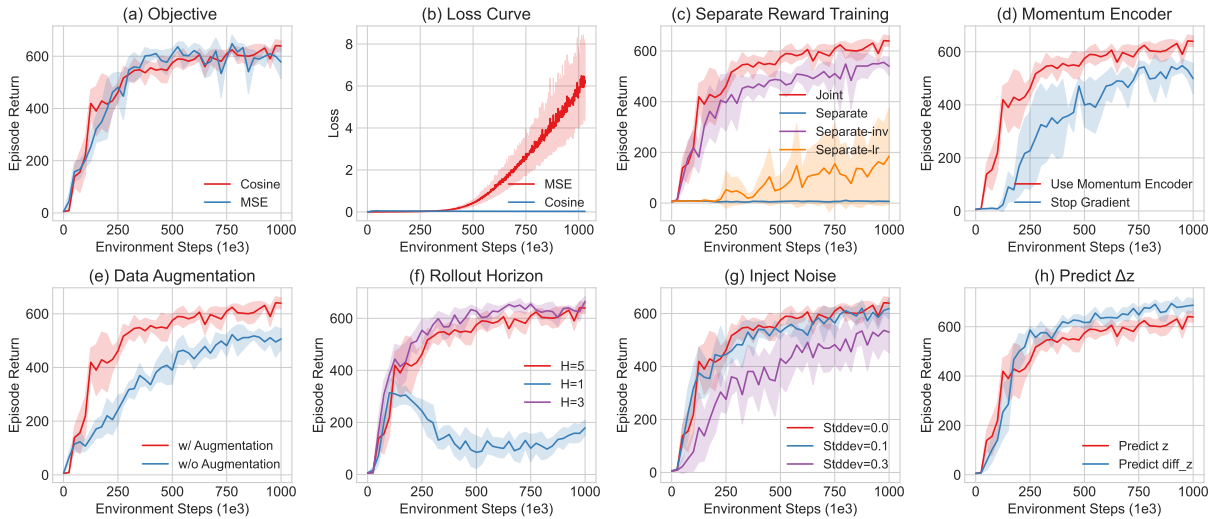 (a) Objective
Episode Return
600
400
200
0
Cosine
MSE
0 250 500 750 1000
Environment Steps (1e3)
(b) Loss Curve
Loss
8
6
4
2
0
MSE
Cosine
0 250 500 750 1000
Environment Steps (1e3)
(c) Separate Reward Training
Episode Return
600
400
200
0
Joint
Separate
Separate-inv
Separate-lr
0 250 500 750 1000
Environment Steps (1e3)
(d) Momentum Encoder
Episode Return
600
400
200
0
Use Momentum Encoder
Stop Gradient
0 250 500 750 1000
Environment Steps (1e3)
(e) Data Augmentation
Episode Return
600
400
200
0
w/ Augmentation
w/o Augmentation
0 250 500 750 1000
Environment Steps (1e3)
(f) Rollout Horizon
Episode Return
600
400
200
0
H=5
H=1
H=3
0 250 500 750 1000
Environment Steps (1e3)
(g) Inject Noise
Episode Return
600
400
200
0
Stddev=0.0
Stddev=0.1
Stddev=0.3
0 250 500 750 1000
Environment Steps (1e3)
(h) Predict Δz
Episode Return
800
600
400
200
0
Predict z
Predict diff_z
0 250 500 750 1000
Environment Steps (1e3)